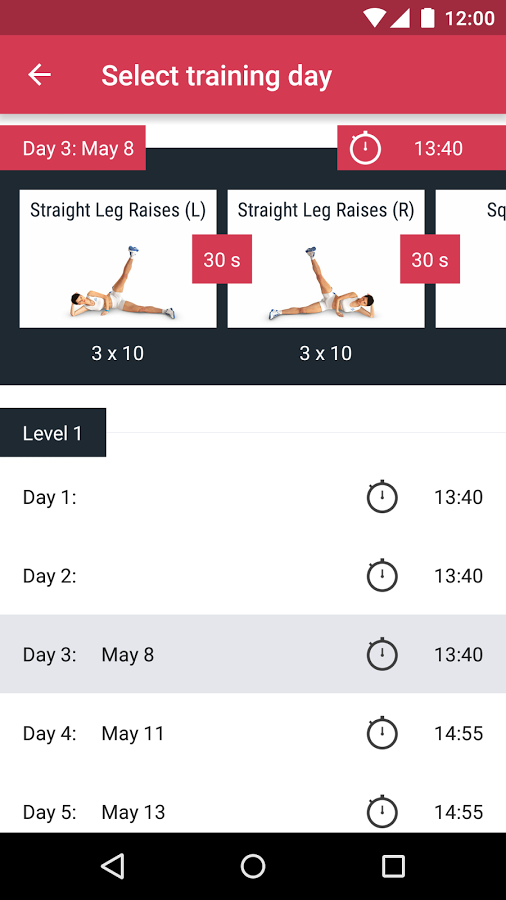 12:00
Select training day
Day 3: May 8 13:40
Straight Leg Raises (L) Straight Leg Raises (R) Sq
30 s 30 s
3 x 10 3 x 10
Level 1
Day 1: 13:40
Day 2: 13:40
Day 3: May 8 13:40
Day 4: May 11 14:55
Day 5: May 13 14:55